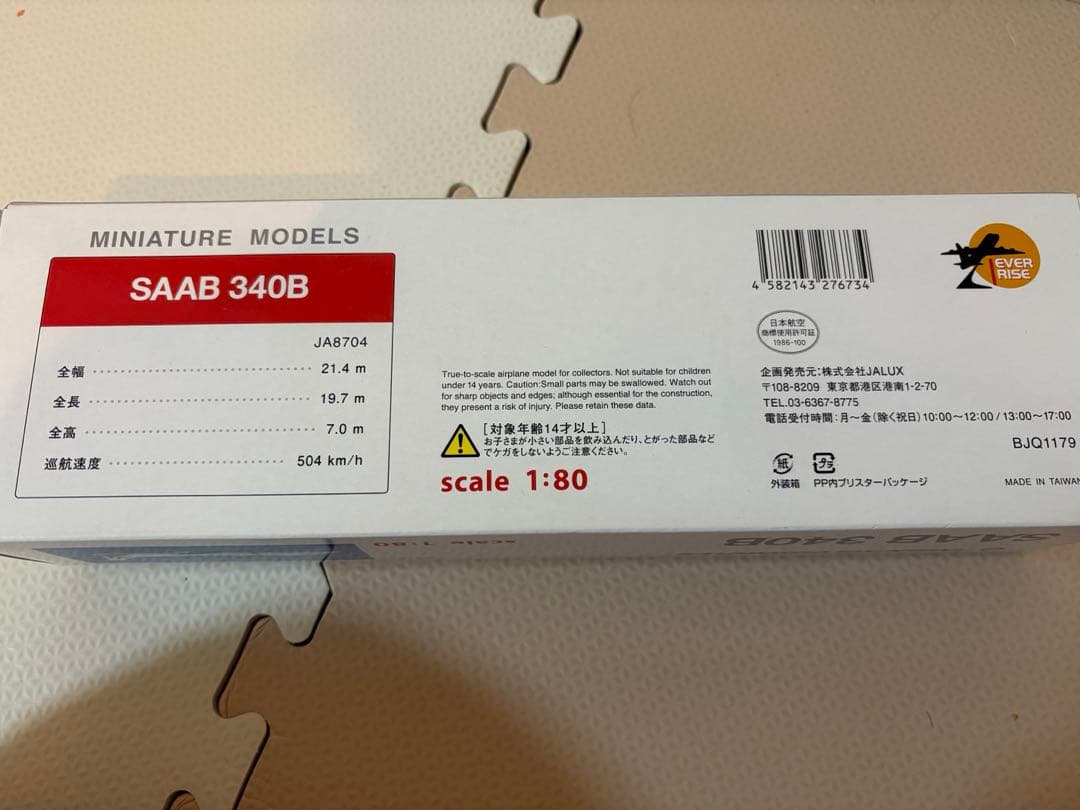 MINIATURE MODELS
SAAB 340B
JA8704
全幅 21.4 m
全長 19.7 m
全高 7.0 m
巡航速度 504 km/h
True-to-scale airplane model for collectors. Not suitable for children
under 14 years. Caution:Small parts may be swallowed. Watch out
for sharp objects and edges; although essential for the construction,
they present a risk of injury. Please retain these data.
[対象年齢14才以上]
お子さまが小さい部品を飲み込んだり、とがった部品など
でケガをしないようご注意ください。
scale 1:80
4 582143 276734
EVER
RISE
日本航空
商標使用許可証
1986-100
企画発売元:株式会社JALUX
〒108-8209 東京都港区港南1-2-70
TEL.03-6367-8775
電話受付時間:月〜金(除く祝日)10:00〜12:00/13:00〜17:00
BJQ1179
紙
外装箱
プラ
PP内ブリスターパッケージ
MADE IN TAIWAN
scale 1:80
SAAB 340B